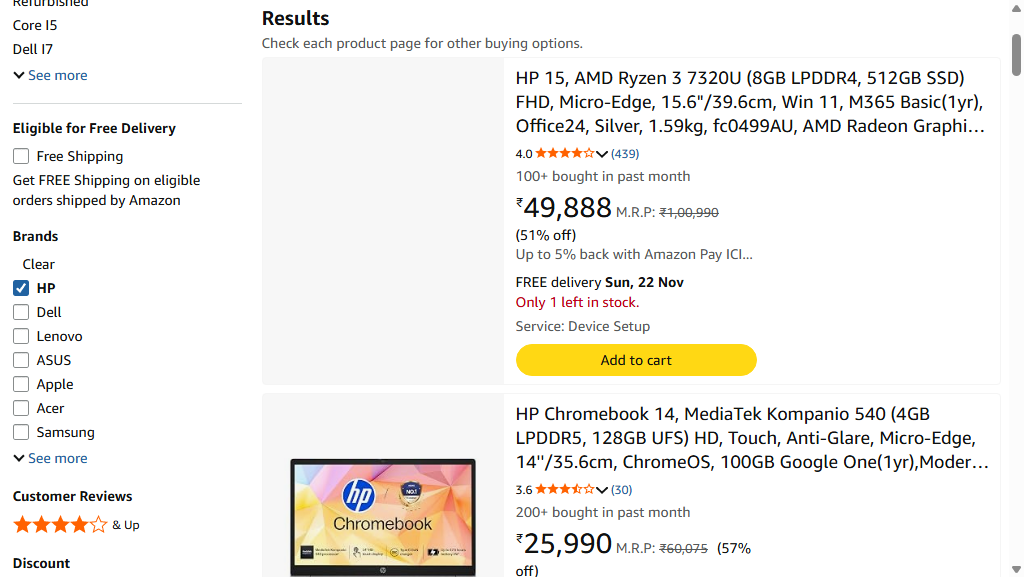 Refurbished
Core I5
Dell I7
See more
Eligible for Free Delivery
Free Shipping
Get FREE Shipping on eligible
orders shipped by Amazon
Brands
Clear
HP
Dell
Lenovo
ASUS
Apple
Acer
Samsung
See more
Customer Reviews
& Up
Discount
Results
Check each product page for other buying options.
HP 15, AMD Ryzen 3 7320U (8GB LPDDR4, 512GB SSD)
FHD, Micro-Edge, 15.6"/39.6cm, Win 11, M365 Basic(1yr),
Office24, Silver, 1.59kg, fc0499AU, AMD Radeon Graphi...
4.0 (439)
100+ bought in past month
₹49,888 M.R.P: ₹1,00,990
(51% off)
Up to 5% back with Amazon Pay ICI...
FREE delivery Sun, 22 Nov
Only 1 left in stock.
Service: Device Setup
Add to cart
HP Chromebook 14, MediaTek Kompanio 540 (4GB
LPDDR5, 128GB UFS) HD, Touch, Anti-Glare, Micro-Edge,
14''/35.6cm, ChromeOS, 100GB Google One(1yr),Moder...
3.6 (30)
200+ bought in past month
₹25,990 M.R.P: ₹60,075 (57%
off)
hp
NO.1
Chromebook